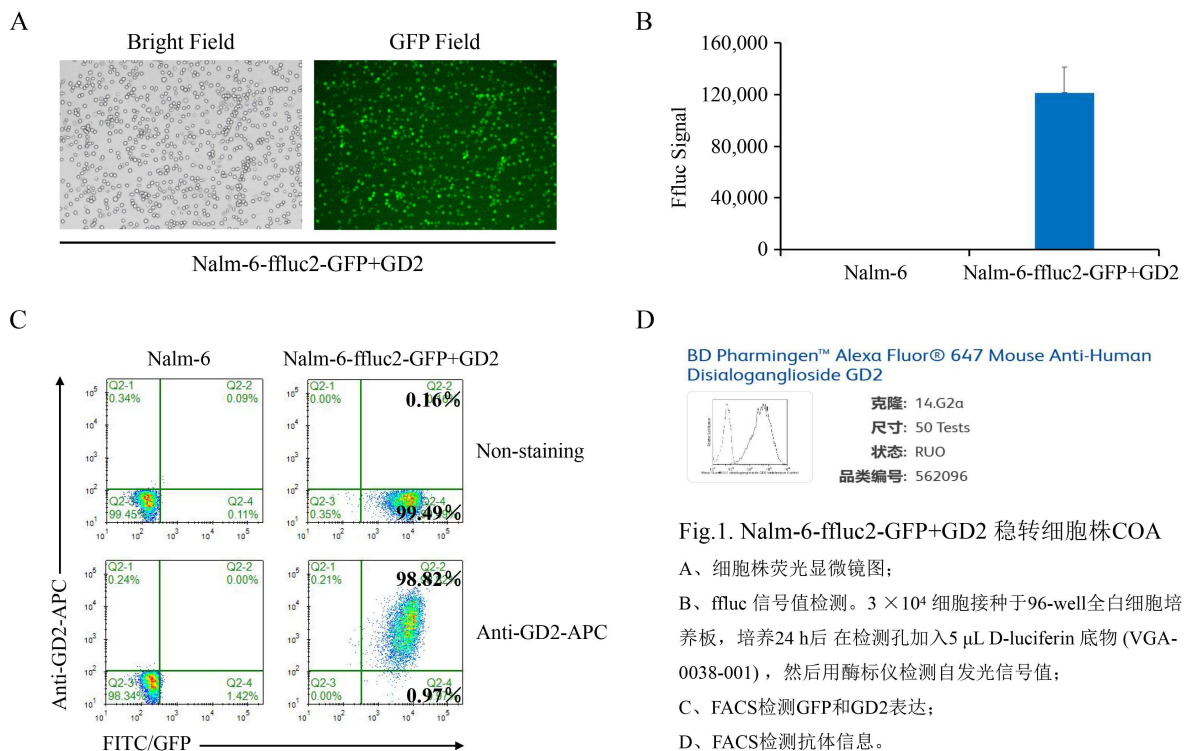 A
Bright Field
GFP Field
Nalm-6-ffluc2-GFP+GD2
B
Ffluc Signal
160,000
120,000
80,000
40,000
0
Nalm-6
Nalm-6-ffluc2-GFP+GD2
C
Nalm-6
Nalm-6-ffluc2-GFP+GD2
Anti-GD2-APC
Q2-1
0.34%
Q2-2
0.09%
99.45%
Q2-4
0.11%
Q2-1
0.00%
Q2-2
0.16%
Q2-3
0.35%
99.49%
Non-staining
Q2-1
0.24%
Q2-2
0.00%
Q2-3
98.34%
Q2-4
1.42%
Q2-1
0.21%
Q2-2
98.82%
Q2-3
0.00%
Q2-4
0.97%
Anti-GD2-APC
FITC/GFP
D
BD Pharmingen™ Alexa Fluor® 647 Mouse Anti-Human
Disialoganglioside GD2
克隆: 14.G2a
尺寸: 50 Tests
状态: RUO
品类编号: 562096
Fig.1. Nalm-6-ffluc2-GFP+GD2 稳转细胞株COA
A、细胞株荧光显微镜图；
B、ffluc 信号值检测。3 ×10⁴ 细胞接种于96-well全白细胞培
养板，培养24 h后 在检测孔加入5 μL D-luciferin 底物 (VGA-
0038-001) ，然后用酶标仪检测自发光信号值；
C、FACS检测GFP和GD2表达；
D、FACS检测抗体信息。